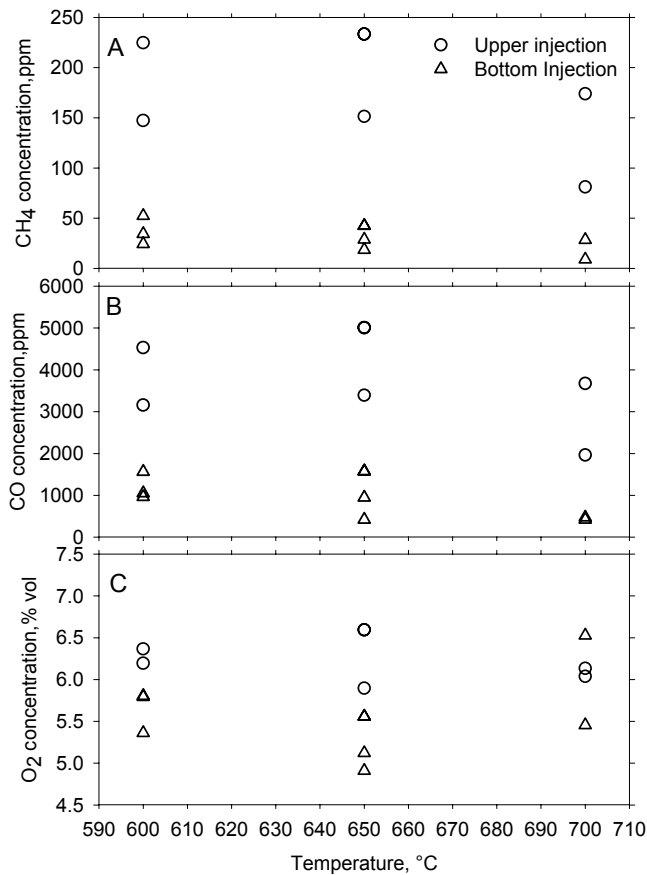 A
Upper injection
Bottom Injection
CH4 concentration,ppm
250
200
150
100
50
0
B
CO concentration,ppm
6000
5000
4000
3000
2000
1000
0
C
O2 concentration,% vol
7.5
7.0
6.5
6.0
5.5
5.0
4.5
590 600 610 620 630 640 650 660 670 680 690 700 710
Temperature, °C